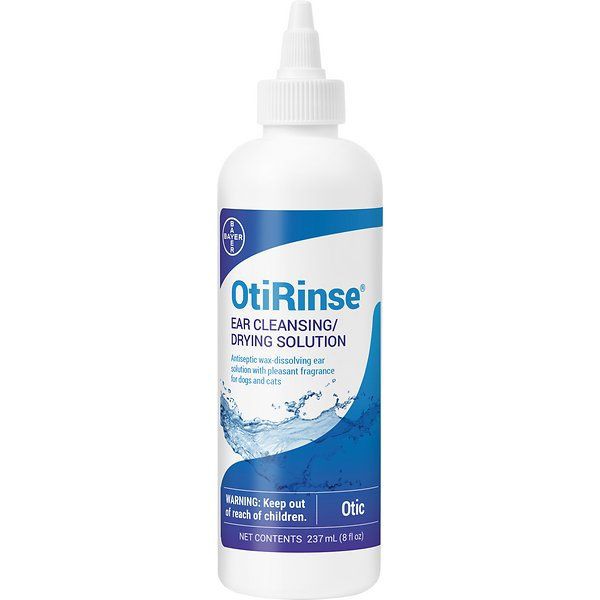 BAYER
BAYER
OtiRinse®
EAR CLEANSING/
DRYING SOLUTION
Antiseptic wax-dissolving ear
solution with pleasant fragrance
for dogs and cats
WARNING: Keep out
of reach of children.
Otic
NET CONTENTS 237 mL (8 fl oz)